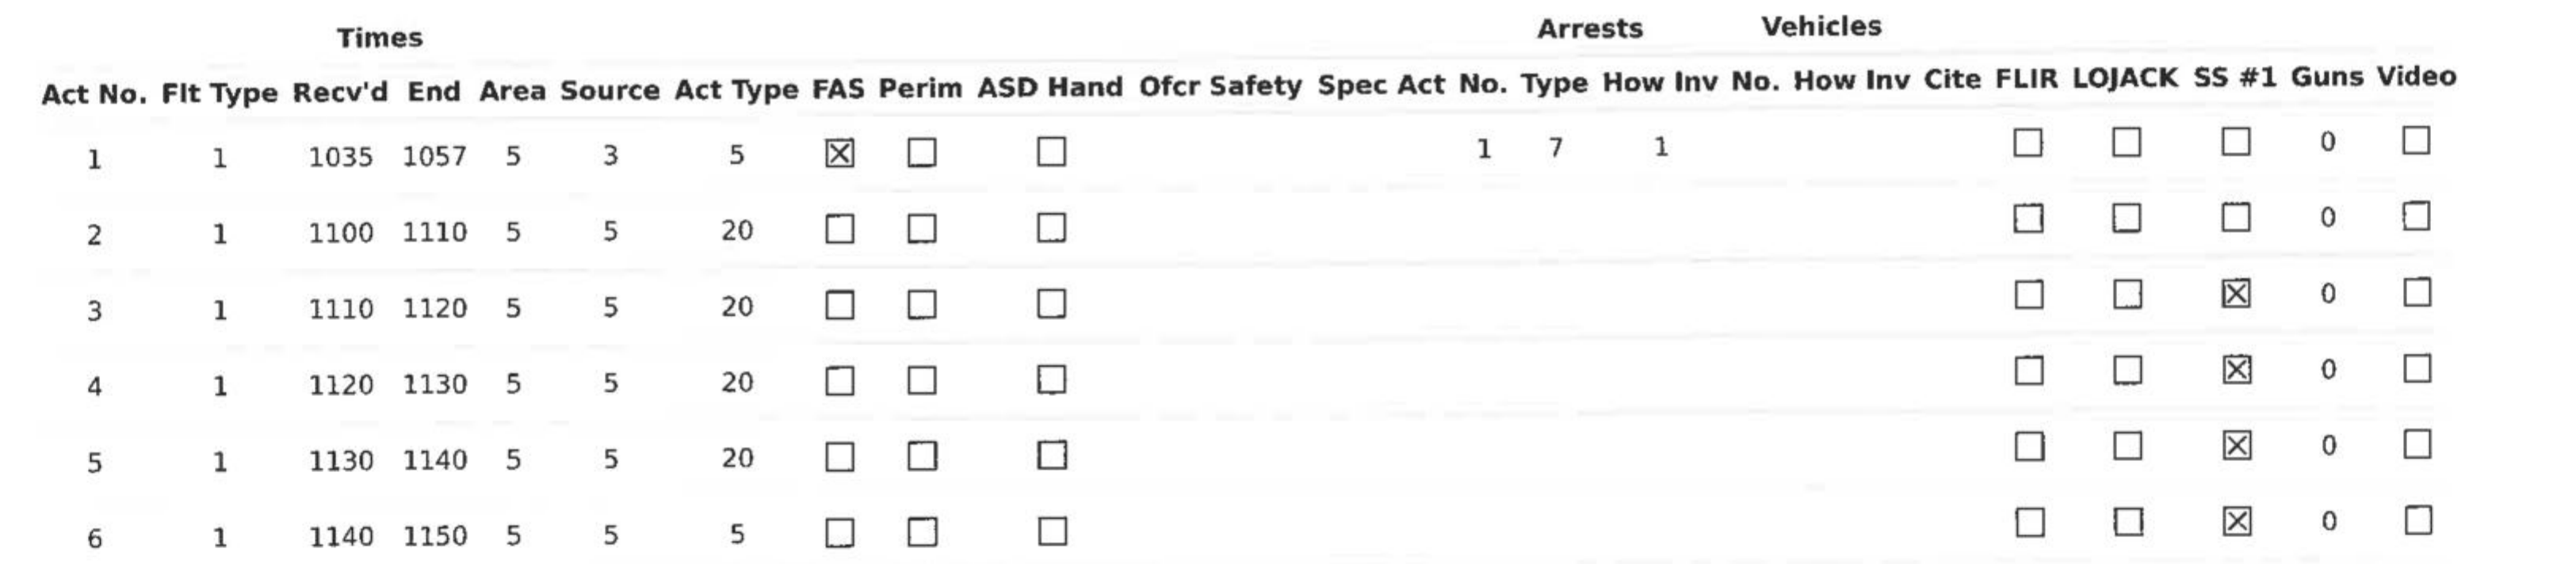 Times Arrests Vehicles
Act No. Flt Type Recv'd End Area Source Act Type FAS Perim ASD Hand Ofcr Safety Spec Act No. Type How Inv No. How Inv Cite FLIR LOJACK SS #1 Guns Video
1 1 1035 1057 5 3 5 ☒ ☐ ☐ 1 7 1 ☐ ☐ ☐ 0 ☐
2 1 1100 1110 5 5 20 ☐ ☐ ☐ ☐ ☐ ☐ 0 ☐
3 1 1110 1120 5 5 20 ☐ ☐ ☐ ☐ ☐ ☒ 0 ☐
4 1 1120 1130 5 5 20 ☐ ☐ ☐ ☐ ☐ ☒ 0 ☐
5 1 1130 1140 5 5 20 ☐ ☐ ☐ ☐ ☐ ☒ 0 ☐
6 1 1140 1150 5 5 5 ☐ ☐ ☐ ☐ ☐ ☒ 0 ☐